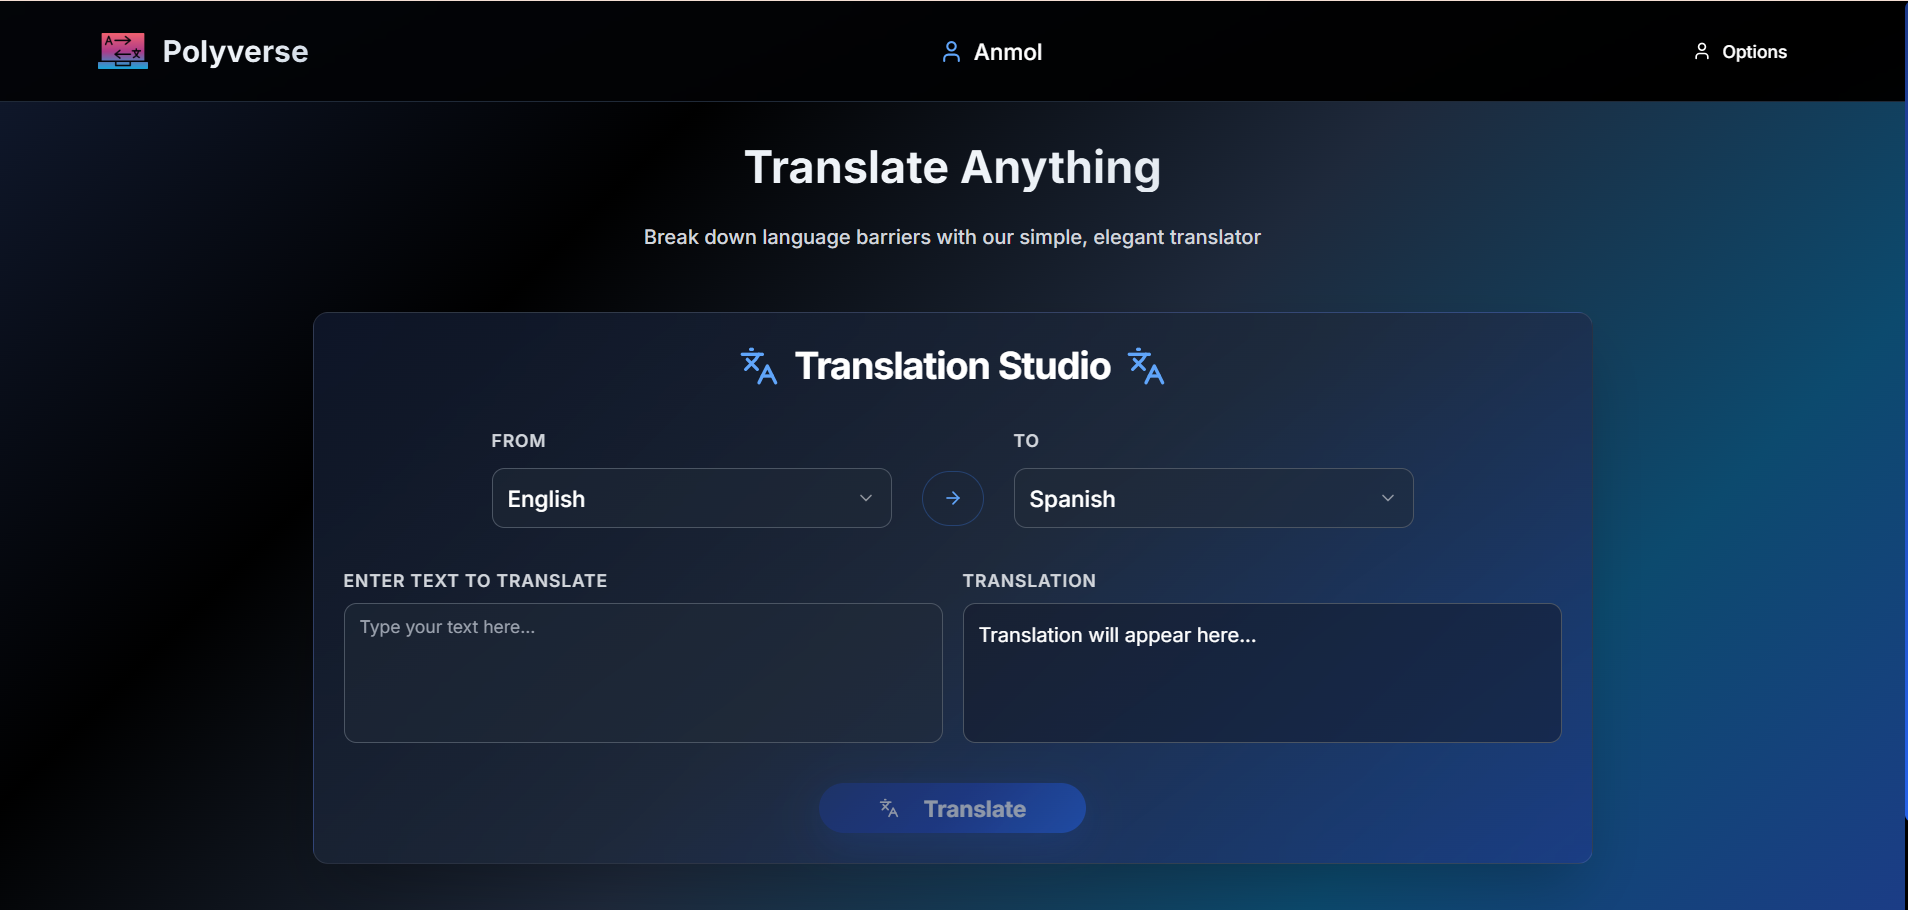 Polyverse
Anmol
Options
Translate Anything
Break down language barriers with our simple, elegant translator
Translation Studio
FROM
TO
English
Spanish
ENTER TEXT TO TRANSLATE
TRANSLATION
Type your text here...
Translation will appear here...
Translate